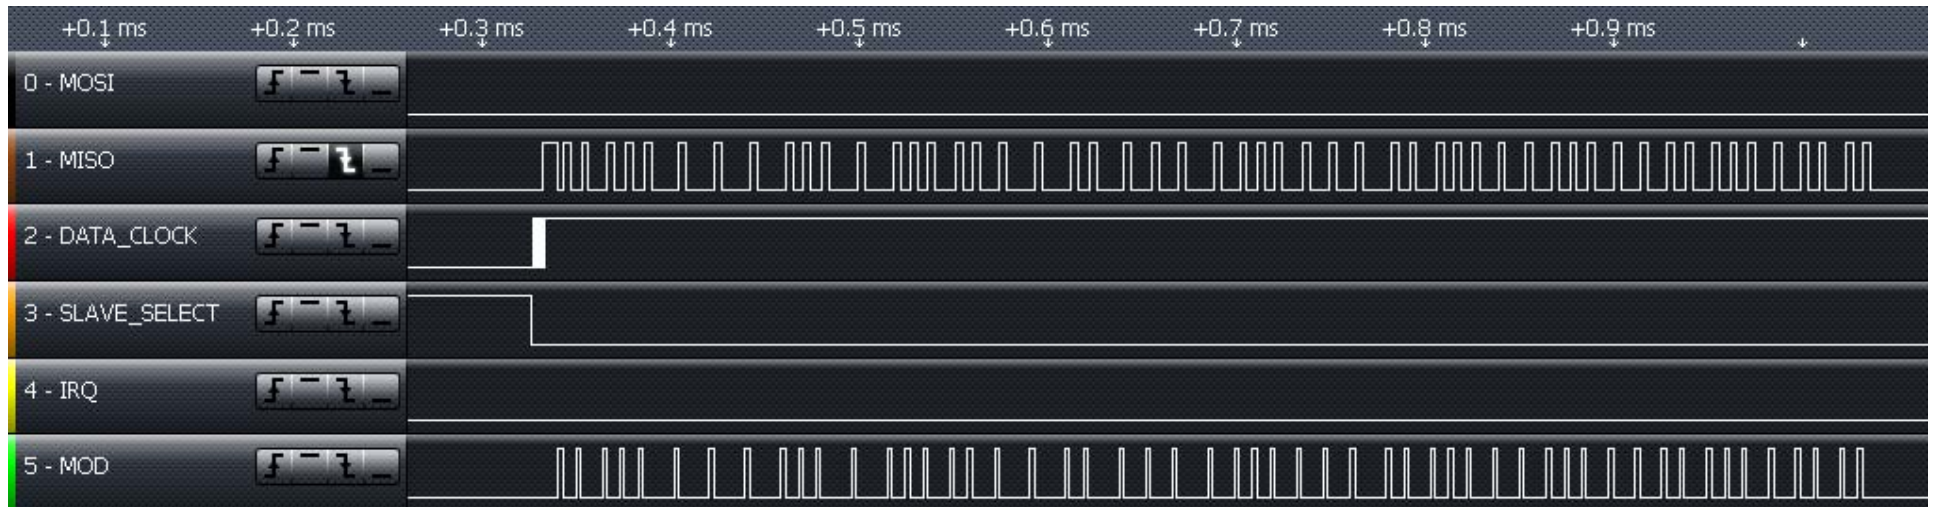 +0.1 ms +0.2 ms +0.3 ms +0.4 ms +0.5 ms +0.6 ms +0.7 ms +0.8 ms +0.9 ms
0 - MOSI
1 - MISO
2 - DATA_CLOCK
3 - SLAVE_SELECT
4 - IRQ
5 - MOD